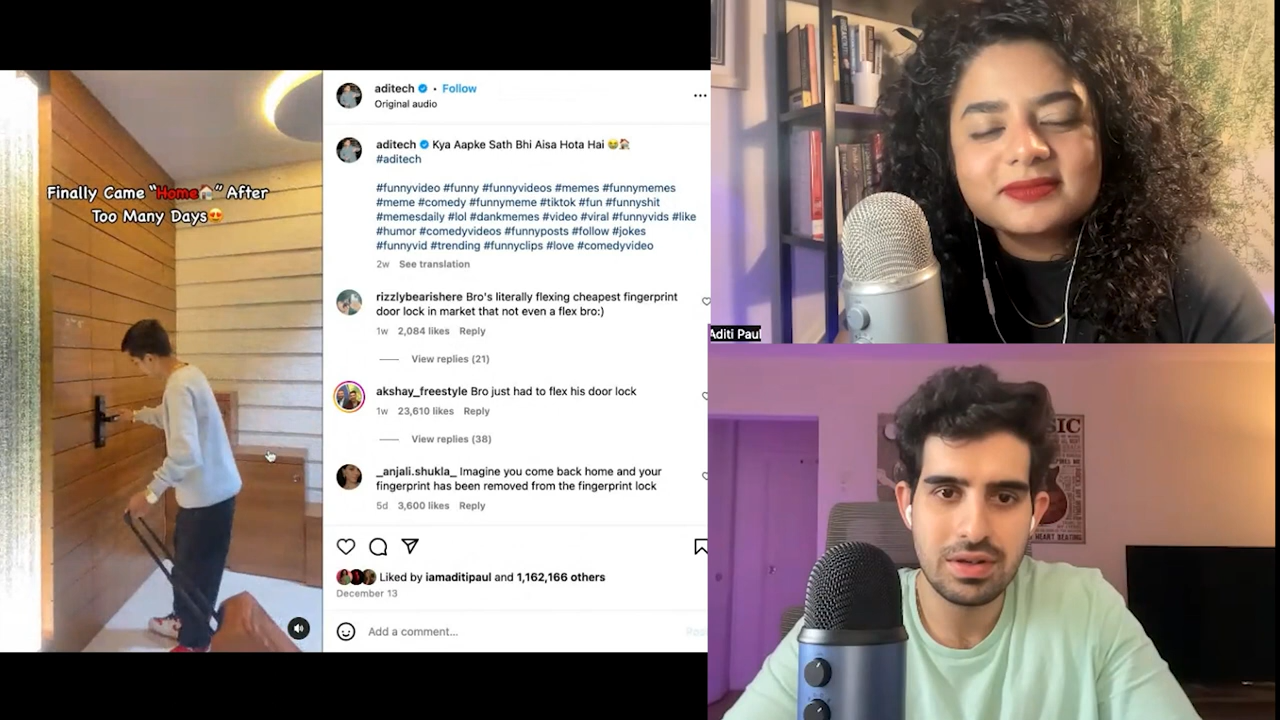 Finally Came "Home🏠" After
Too Many Days😍
aditech • Follow
Original audio
aditech Kya Aapke Sath Bhi Aisa Hota Hai 😂🏠
#aditech
#funnyvideo #funny #funnyvideos #memes #funnymemes
#meme #comedy #funnymeme #tiktok #fun #funnyshit
#memesdaily #lol #dankmemes #video #viral #funnyvids #like
#humor #comedyvideos #funnyposts #follow #jokes
#funnyvid #trending #funnyclips #love #comedyvideo
2w See translation
rizzlybearishere Bro's literally flexing cheapest fingerprint
door lock in market that not even a flex bro:)
1w 2,084 likes Reply
View replies (21)
akshay_freestyle Bro just had to flex his door lock
1w 23,610 likes Reply
View replies (38)
_anjali.shukla_ Imagine you come back home and your
fingerprint has been removed from the fingerprint lock
5d 3,600 likes Reply
Liked by iamaditipaul and 1,162,166 others
December 13
Add a comment...
Aditi Paul
SIC
HEART BEATING